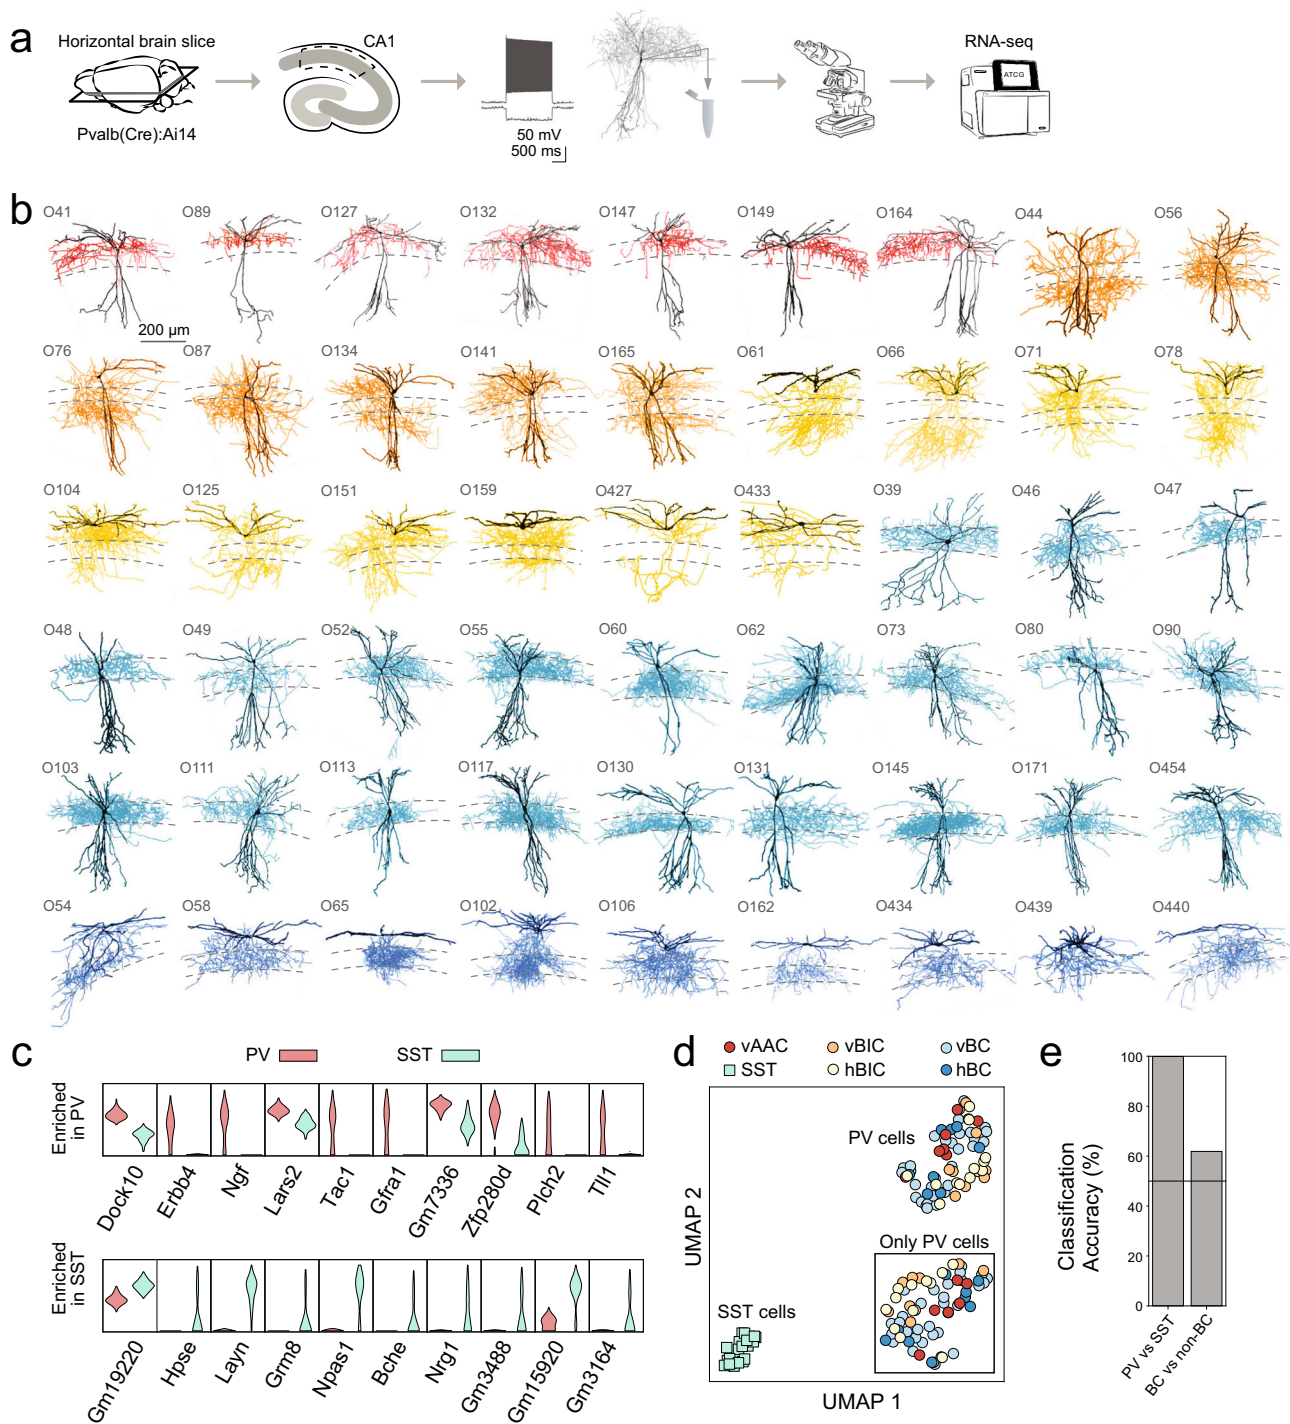 a
Horizontal brain slice
Pvalb(Cre):Ai14
CA1
50 mV
500 ms
RNA-seq
ATCG
b
O41 O89 O127 O132 O147 O149 O164 O44 O56
200 µm
O76 O87 O134 O141 O165 O61 O66 O71 O78
O104 O125 O151 O159 O427 O433 O39 O46 O47
O48 O49 O52 O55 O60 O62 O73 O80 O90
O103 O111 O113 O117 O130 O131 O145 O171 O454
O54 O58 O65 O102 O106 O162 O434 O439 O440
c
PV SST
Enriched
in PV
Dock10 Erbb4 Ngf Lars2 Tac1 Gfra1 Gm7336 Zfp280d Plch2 Tll1
Enriched
in SST
Gm19220 Hpse Layn Grm8 Npas1 Bche Nrg1 Gm3488 Gm15920 Gm3164
d
vAAC vBIC vBC
SST hBIC hBC
PV cells
Only PV cells
SST cells
UMAP 2
UMAP 1
e
Classification
Accuracy (%)
100
80
60
40
20
0
PV vs SST
BC vs non-BC